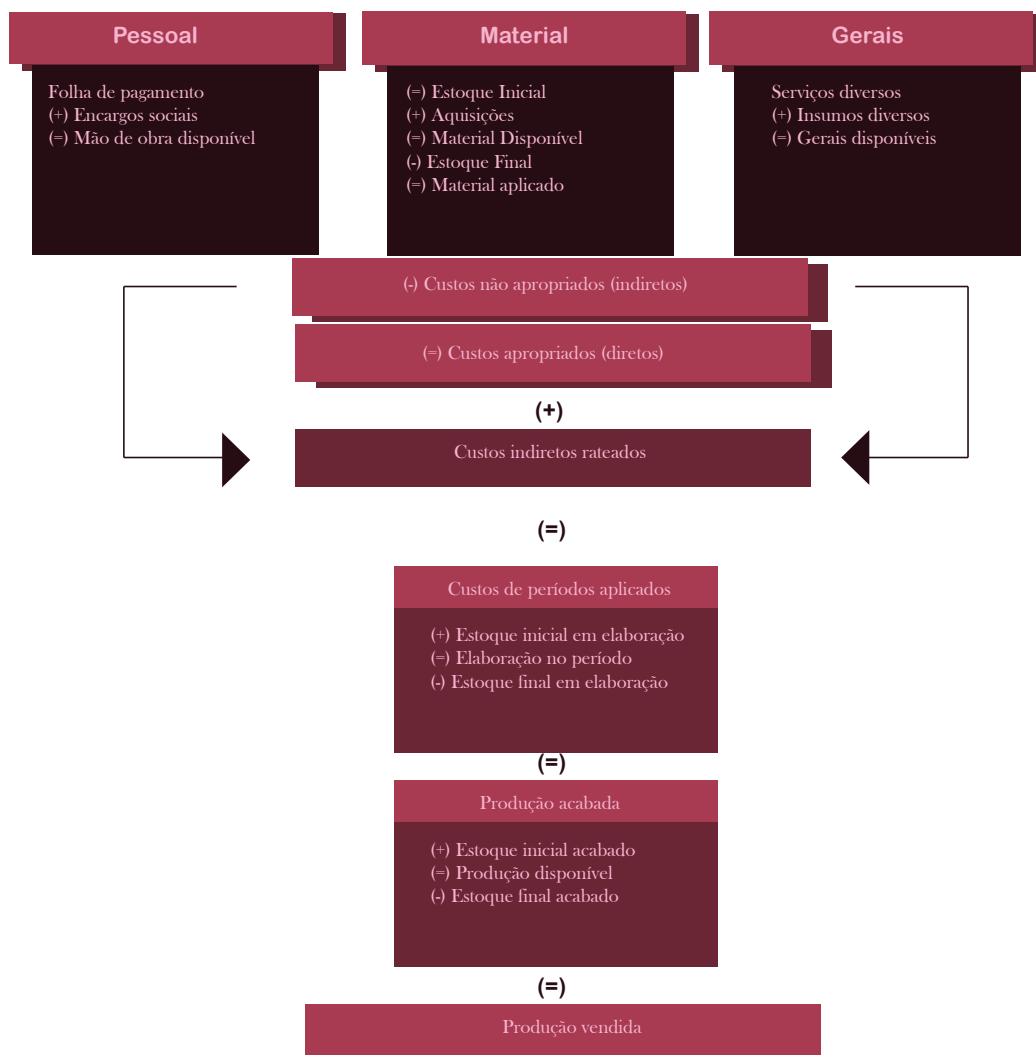 Pessoal
Folha de pagamento
(+) Encargos sociais
(=) Mão de obra disponível
Material
(=) Estoque Inicial
(+) Aquisições
(=) Material Disponível
(-) Estoque Final
(=) Material aplicado
Gerais
Serviços diversos
(+) Insumos diversos
(=) Gerais disponíveis
(-) Custos não apropriados (indiretos)
(=) Custos apropriados (diretos)
(+)
Custos indiretos rateados
(=)
Custos de períodos aplicados
(+) Estoque inicial em elaboração
(=) Elaboração no período
(-) Estoque final em elaboração
(=)
Produção acabada
(+) Estoque inicial acabado
(=) Produção disponível
(-) Estoque final acabado
(=)
Produção vendida